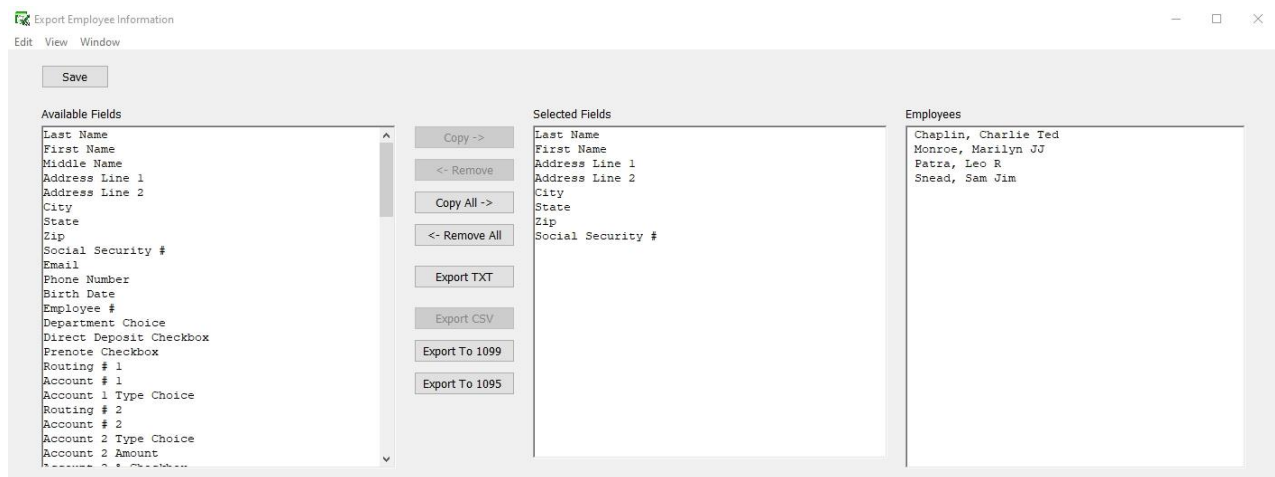 Export Employee Information
Edit View Window
Save
Available Fields
Last Name
First Name
Middle Name
Address Line 1
Address Line 2
City
State
Zip
Social Security #
Email
Phone Number
Birth Date
Employee #
Department Choice
Direct Deposit Checkbox
Prenote Checkbox
Routing # 1
Account # 1
Account 1 Type Choice
Routing # 2
Account # 2
Account 2 Type Choice
Account 2 Amount
Copy ->
<- Remove
Copy All ->
<- Remove All
Export TXT
Export CSV
Export To 1099
Export To 1095
Selected Fields
Last Name
First Name
Address Line 1
Address Line 2
City
State
Zip
Social Security #
Employees
Chaplin, Charlie Ted
Monroe, Marilyn JJ
Patra, Leo R
Snead, Sam Jim